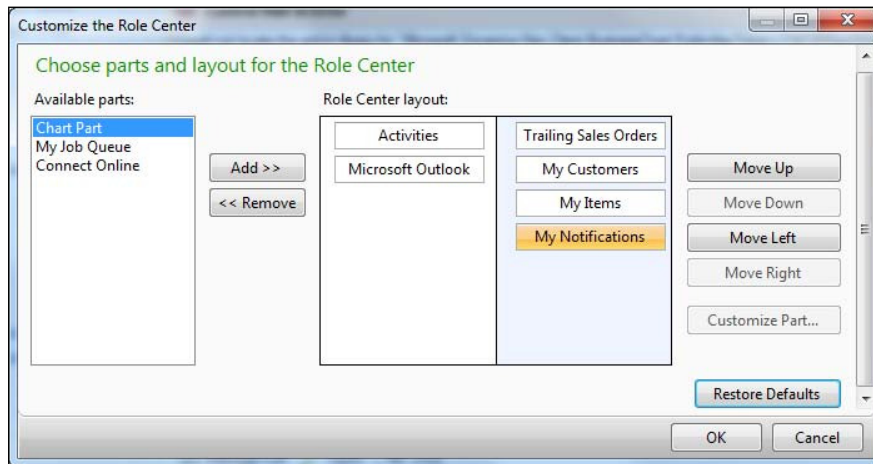 Customize the Role Center
Choose parts and layout for the Role Center
Available parts:
Role Center layout:
Chart Part
My Job Queue
Connect Online
Add >>
<< Remove
Activities
Microsoft Outlook
Trailing Sales Orders
My Customers
My Items
My Notifications
Move Up
Move Down
Move Left
Move Right
Customize Part...
Restore Defaults
OK
Cancel